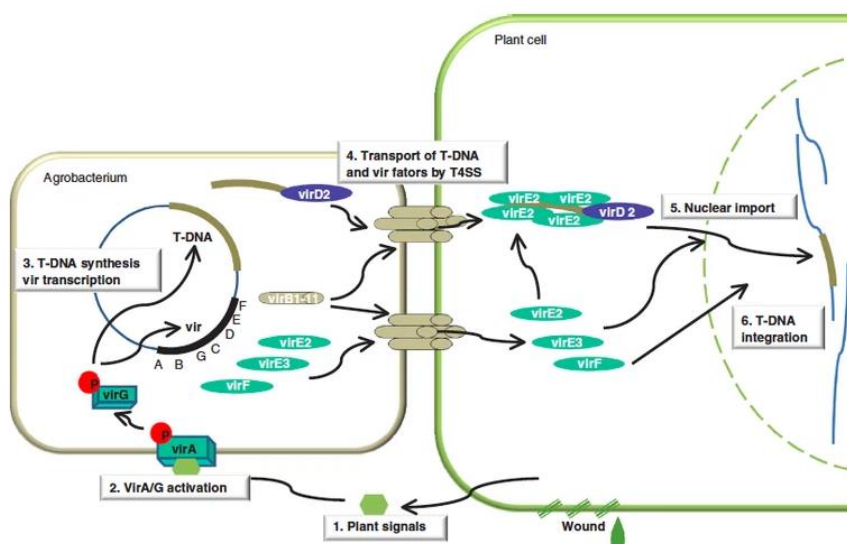 Plant cell
Agrobacterium
4. Transport of T-DNA
and vir fators by T4SS
virD2
virE2
virE2
virE2
virE2
virD 2
5. Nuclear import
T-DNA
3. T-DNA synthesis
vir transcription
virB1-11
vir
F
E
D
C
G
B
A
virE2
virE3
virF
virE2
virE3
virF
6. T-DNA
integration
P
virG
P
virA
2. VirA/G activation
1. Plant signals
Wound